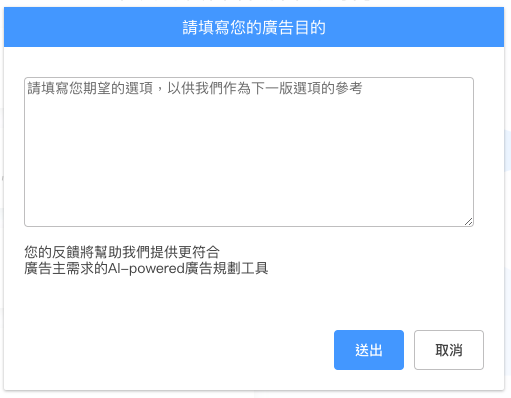 請填寫您的廣告目的
請填寫您期望的選項，以供我們作為下一版選項的參考
您的反饋將幫助我們提供更符合
廣告主需求的AI-powered廣告規劃工具
送出
取消